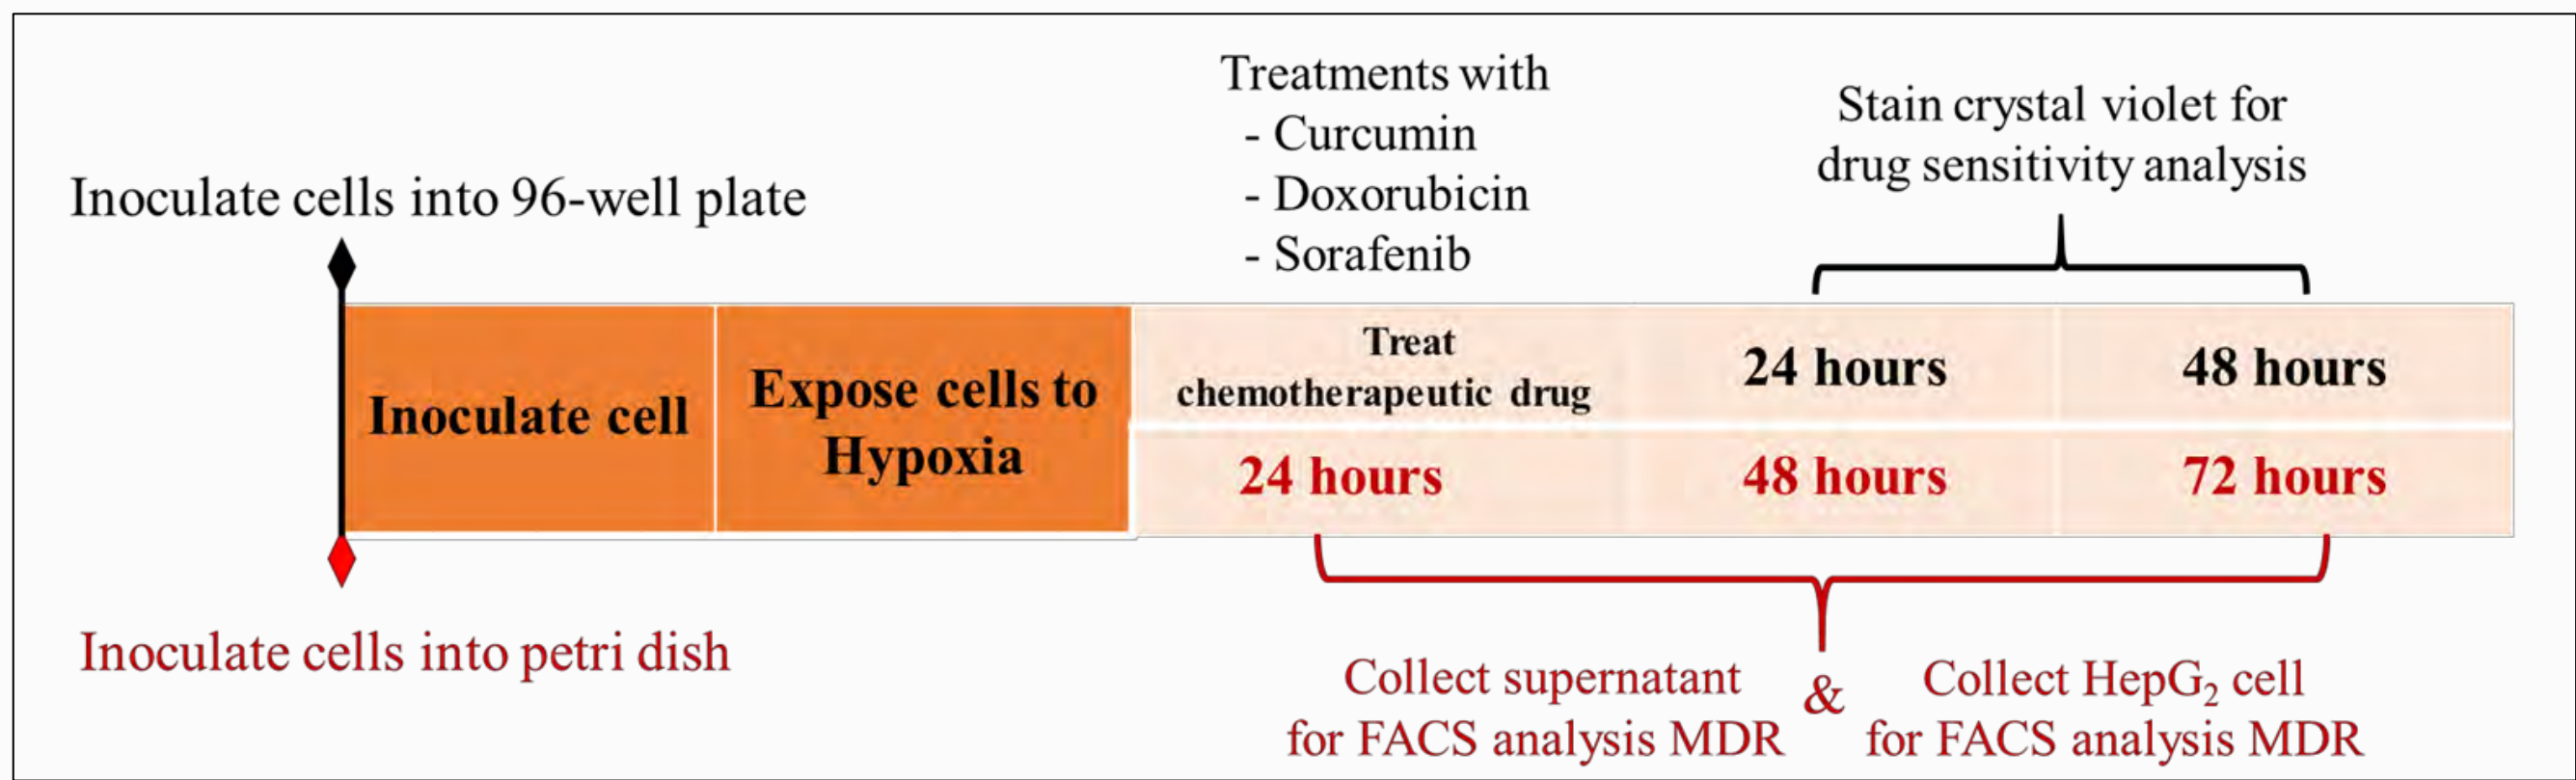 Treatments with
- Curcumin
- Doxorubicin
- Sorafenib
Stain crystal violet for
drug sensitivity analysis
Inoculate cells into 96-well plate
Inoculate cell
Expose cells to
Hypoxia
Treat
chemotherapeutic drug
24 hours
48 hours
24 hours
48 hours
72 hours
Inoculate cells into petri dish
Collect supernatant
for FACS analysis MDR
&
Collect HepG₂ cell
for FACS analysis MDR